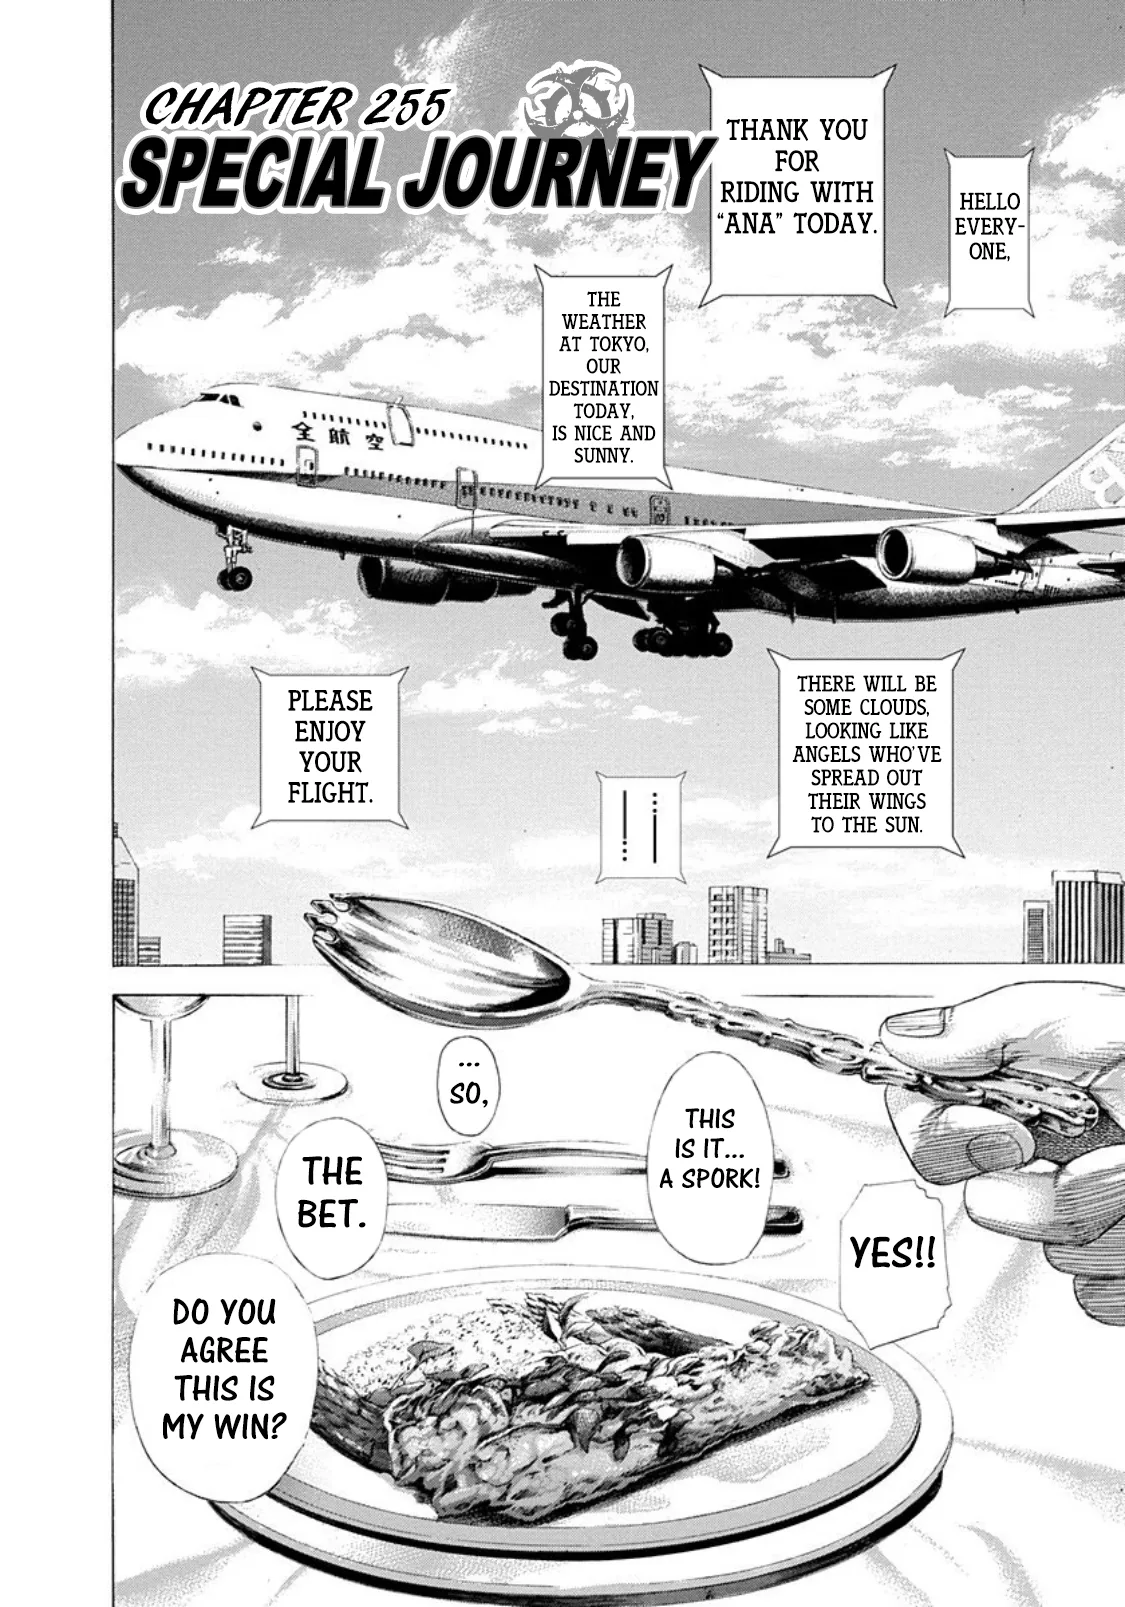 CHAPTER 255
SPECIAL JOURNEY
HELLO
EVERY-
ONE,
THANK YOU
FOR
RIDING WITH
“ANA” TODAY.
THE
WEATHER
AT TOKYO,
OUR
DESTINATION
TODAY,
IS NICE AND
SUNNY.
全航空
THERE WILL BE
SOME CLOUDS,
LOOKING LIKE
ANGELS WHO'VE
SPREAD OUT
THEIR WINGS
TO THE SUN.
PLEASE
ENJOY
YOUR
FLIGHT.
YES!!
THIS
IS IT...
A SPORK!
...
SO,
THE
BET.
DO YOU
AGREE
THIS IS
MY WIN?